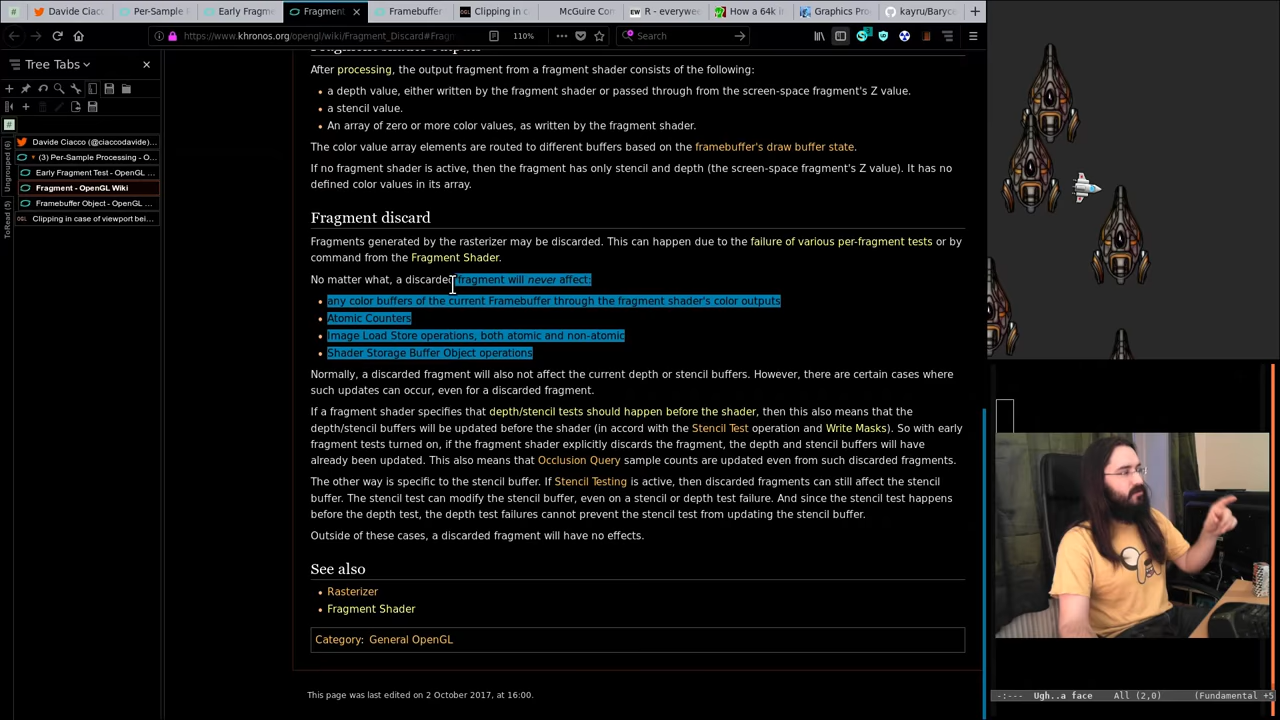 Davide Ciacco
Per-Sample
Early Fragme
Fragment
Framebuffer
Clipping in c
McGuire Com
R - everywee
How a 64k in
Graphics Pro
kayru/Baryce
https://www.khronos.org/opengl/wiki/Fragment_Discard#Frag
110%
Search
Tree Tabs
Ungrouped (6)
ToRead (5)
Davide Ciacco (@ciaccodavide)...
(3) Per-Sample Processing - O...
Early Fragment Test - OpenGL ...
Fragment - OpenGL Wiki
Framebuffer Object - OpenGL ...
Clipping in case of viewport bei...
Fragment shader outputs
After processing, the output fragment from a fragment shader consists of the following:
a depth value, either written by the fragment shader or passed through from the screen-space fragment's Z value.
a stencil value.
An array of zero or more color values, as written by the fragment shader.
The color value array elements are routed to different buffers based on the framebuffer's draw buffer state.
If no fragment shader is active, then the fragment has only stencil and depth (the screen-space fragment's Z value). It has no
defined color values in its array.
Fragment discard
Fragments generated by the rasterizer may be discarded. This can happen due to the failure of various per-fragment tests or by
command from the Fragment Shader.
No matter what, a discarded fragment will never affect:
any color buffers of the current Framebuffer through the fragment shader's color outputs
Atomic Counters
Image Load Store operations, both atomic and non-atomic
Shader Storage Buffer Object operations
Normally, a discarded fragment will also not affect the current depth or stencil buffers. However, there are certain cases where
such updates can occur, even for a discarded fragment.
If a fragment shader specifies that depth/stencil tests should happen before the shader, then this also means that the
depth/stencil buffers will be updated before the shader (in accord with the Stencil Test operation and Write Masks). So with early
fragment tests turned on, if the fragment shader explicitly discards the fragment, the depth and stencil buffers will have
already been updated. This also means that Occlusion Query sample counts are updated even from such discarded fragments.
The other way is specific to the stencil buffer. If Stencil Testing is active, then discarded fragments can still affect the stencil
buffer. The stencil test can modify the stencil buffer, even on a stencil or depth test failure. And since the stencil test happens
before the depth test, the depth test failures cannot prevent the stencil test from updating the stencil buffer.
Outside of these cases, a discarded fragment will have no effects.
See also
Rasterizer
Fragment Shader
Category: General OpenGL
This page was last edited on 2 October 2017, at 16:00.
-:--- Ugh..a face All (2,0) (Fundamental +5